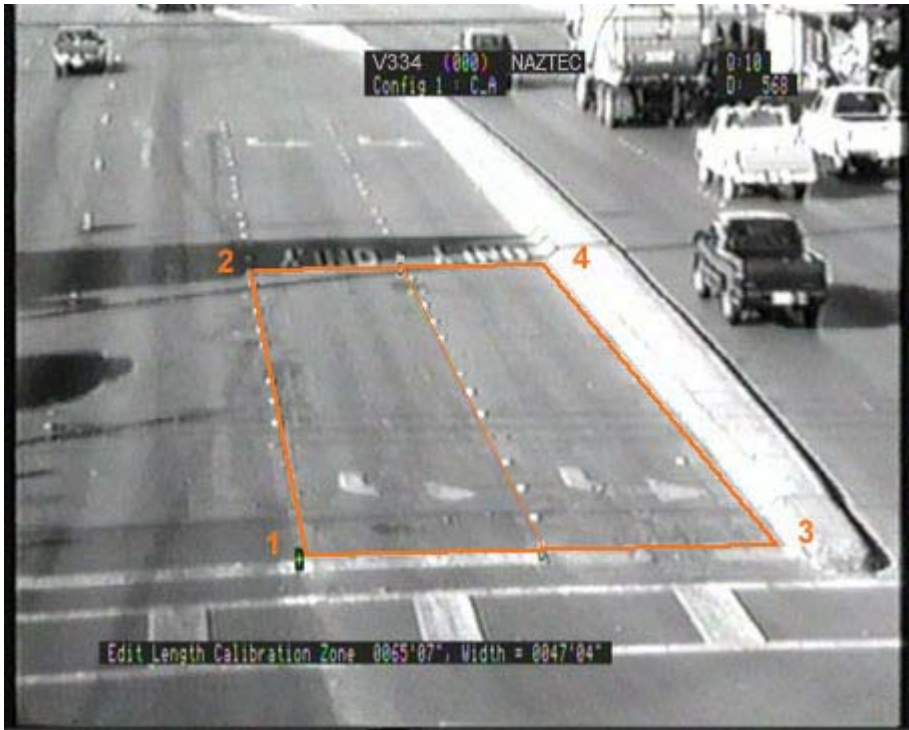 V334 (000) NAZTEC 0:10
Config 1 : C_A D: 568
2
4
1
3
Edit Length Calibration Zone 0065'07", Width = 0047'04"